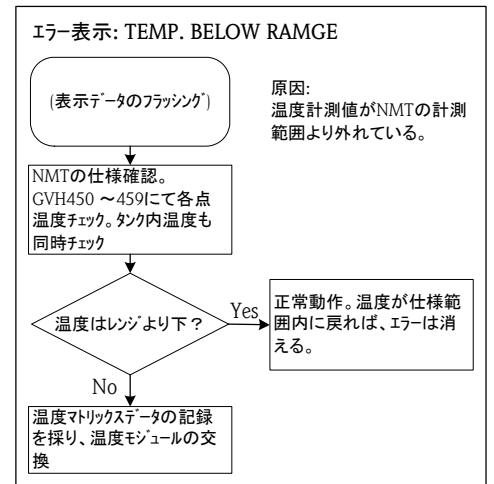 エラー表示: TEMP. BELOW RAMGE
(表示ﾃﾞｰﾀのﾌﾗｯｼﾝｸﾞ)
原因:
温度計測値がNMTの計測
範囲より外れている。
NMTの仕様確認。
GVH450 ～459にて各点
温度ﾁｪｯｸ。ﾀﾝｸ内温度も
同時ﾁｪｯｸ
温度はﾚﾝｼﾞより下？
Yes
正常動作。温度が仕様範
囲内に戻れば、ｴﾗｰは消
える。
No
温度ﾏﾄﾘｯｸｽﾃﾞｰﾀの記録
を採り、温度ﾓｼﾞｭｰﾙの交
換